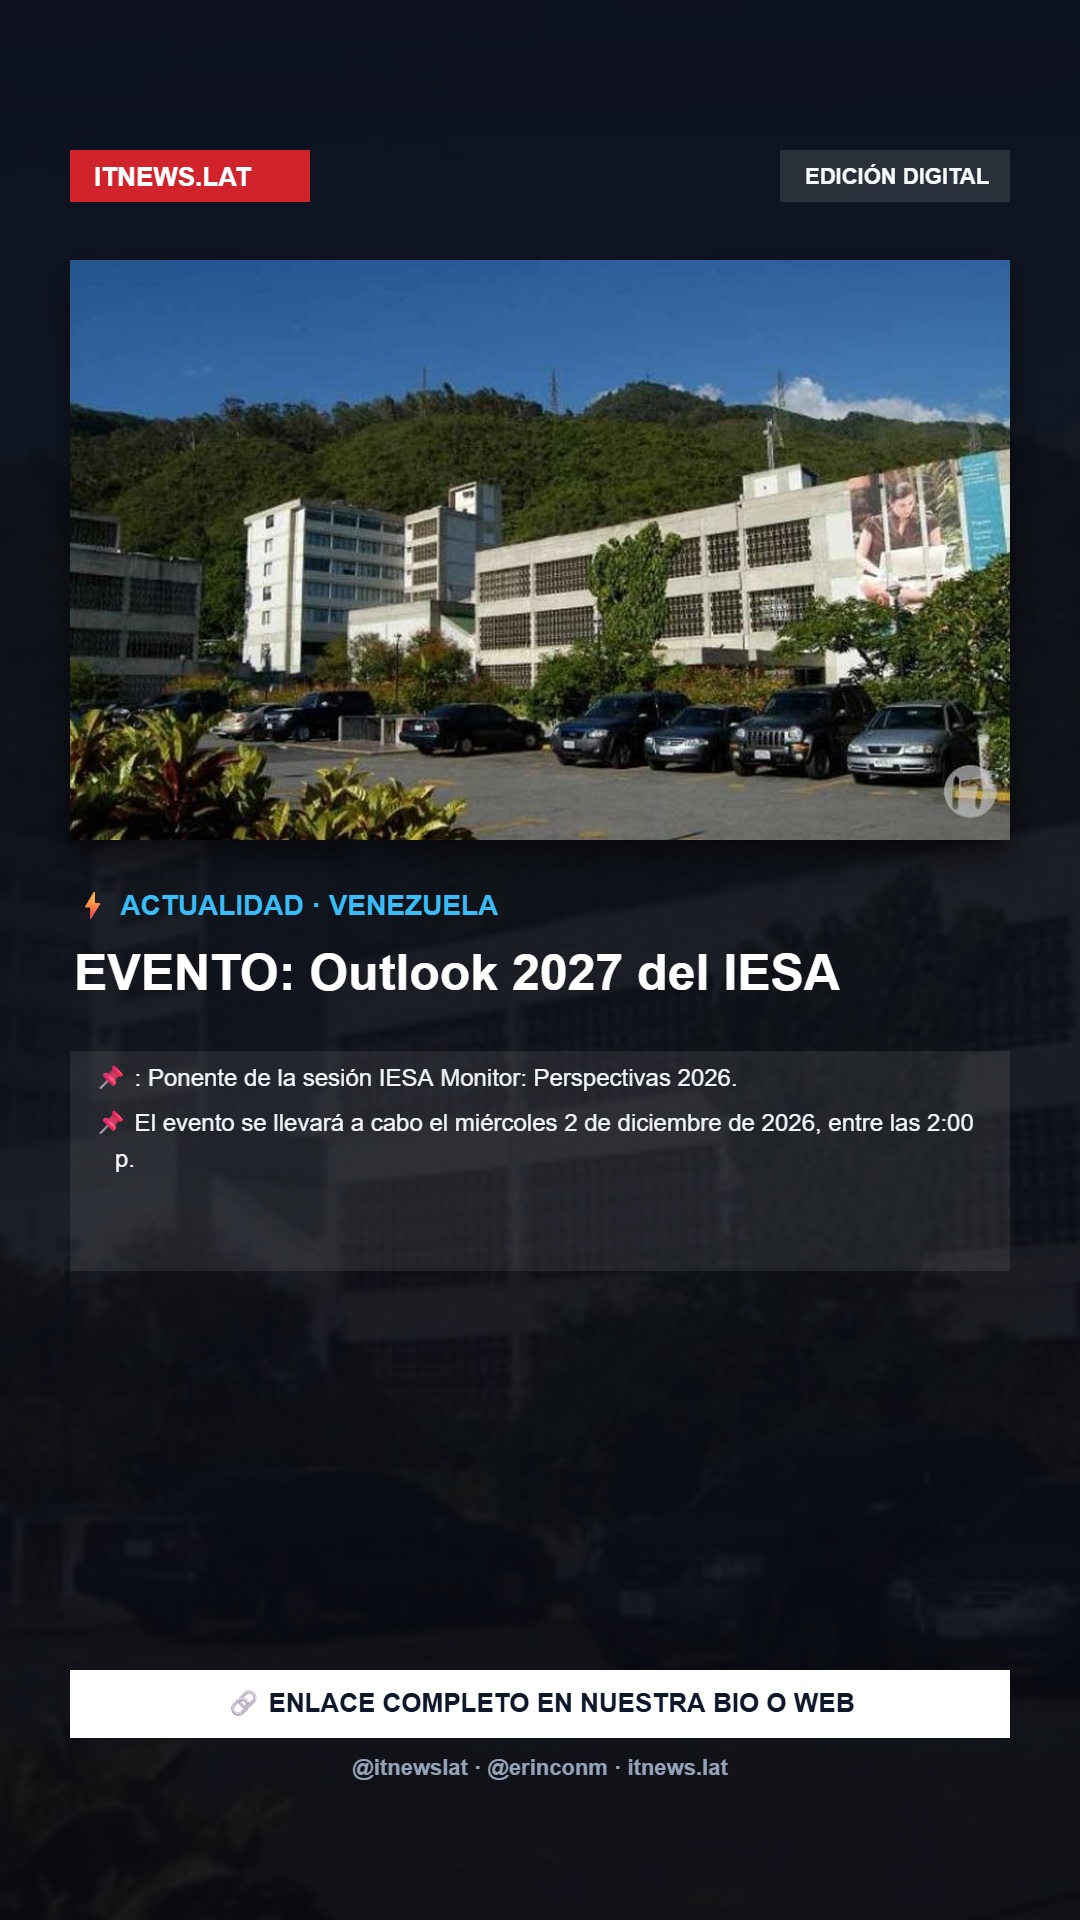 ITNEWS.LAT
EDICIÓN DIGITAL
⚡ ACTUALIDAD · VENEZUELA
EVENTO: Outlook 2027 del IESA
📌 : Ponente de la sesión IESA Monitor: Perspectivas 2026.
📌 El evento se llevará a cabo el miércoles 2 de diciembre de 2026, entre las 2:00
p.
🔗 ENLACE COMPLETO EN NUESTRA BIO O WEB
@itnewslat · @erinconm · itnews.lat